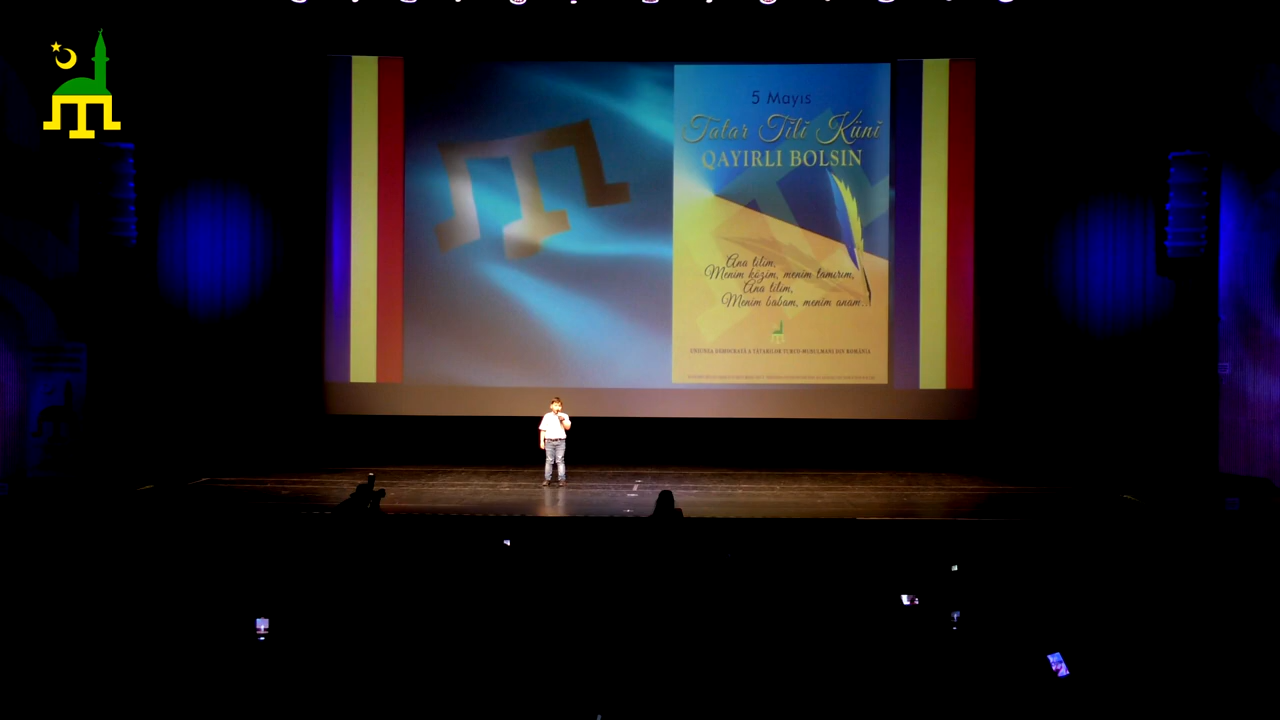 5 Mayıs
Tatar Tili Küni
QAYIRLI BOLSIN
Ana tilim,
Menim közim, menim tamırım,
Ana tilim,
Menim babam, menim anam...
UNIUNEA DEMOCRATĂ A TĂTARILOR TURCO-MUSULMANI DIN ROMÂNIA